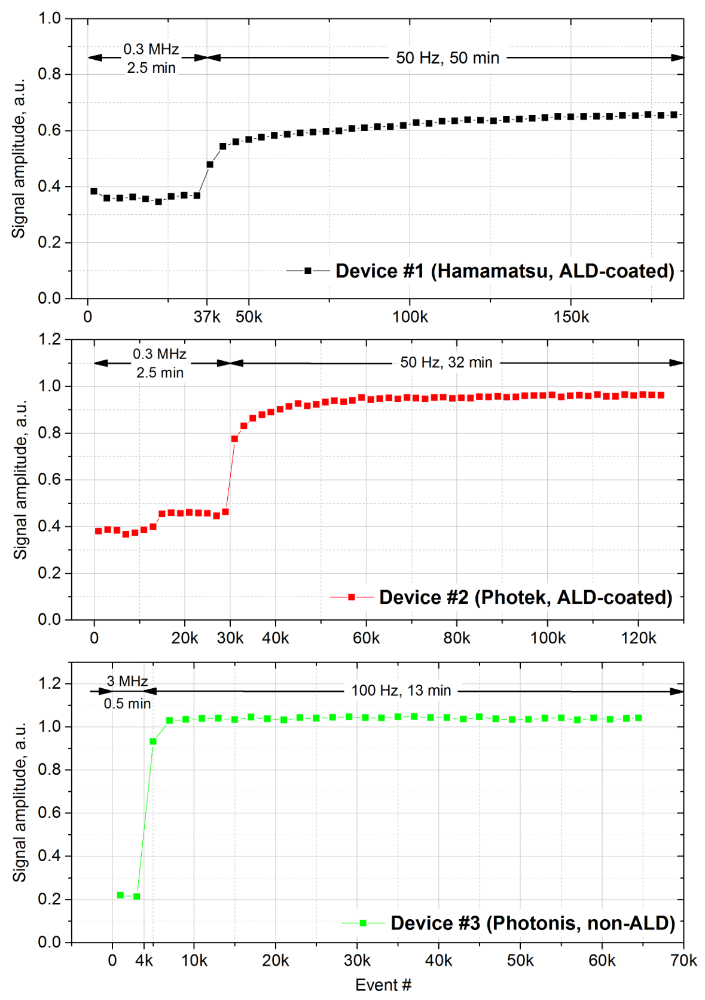 1.0
0.3 MHz
2.5 min
50 Hz, 50 min
0.8
0.6
0.4
0.2
0.0
Signal amplitude, a.u.
Device #1 (Hamamatsu, ALD-coated)
0 37k 50k 100k 150k
1.2
0.3 MHz
2.5 min
50 Hz, 32 min
1.0
0.8
0.6
0.4
0.2
0.0
Signal amplitude, a.u.
Device #2 (Photek, ALD-coated)
0 20k 30k 40k 60k 80k 100k 120k
1.2
3 MHz
0.5 min
100 Hz, 13 min
1.0
0.8
0.6
0.4
0.2
0.0
Signal amplitude, a.u.
Device #3 (Photonis, non-ALD)
0 4k 10k 20k 30k 40k 50k 60k 70k
Event #